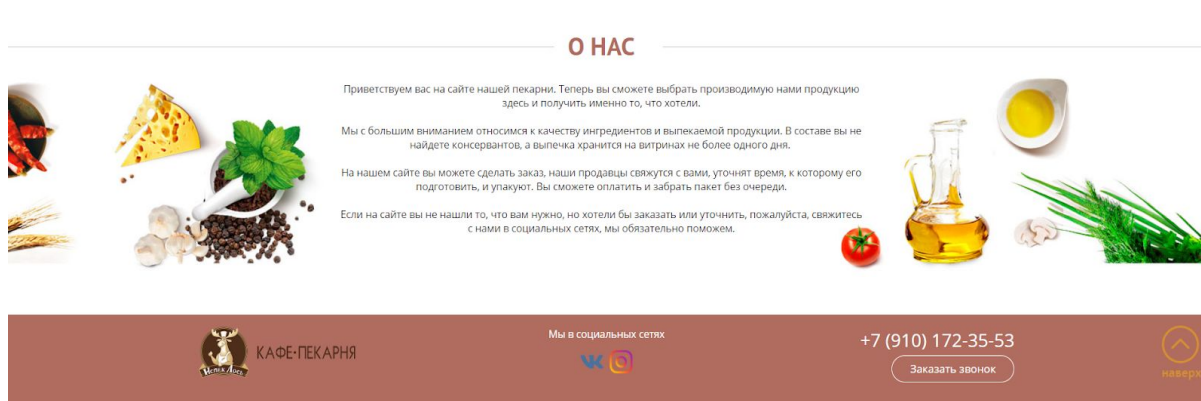 О НАС
Приветствуем вас на сайте нашей пекарни. Теперь вы сможете выбрать производимую нами продукцию
здесь и получить именно то, что хотели.
Мы с большим вниманием относимся к качеству ингредиентов и выпекаемой продукции. В составе вы не
найдете консервантов, а выпечка хранится на витринах не более одного дня.
На нашем сайте вы можете сделать заказ, наши продавцы свяжутся с вами, уточнят время, к которому его
подготовить, и упакуют. Вы сможете оплатить и забрать пакет без очереди.
Если на сайте вы не нашли то, что вам нужно, но хотели бы заказать или уточнить, пожалуйста, свяжитесь
с нами в социальных сетях, мы обязательно поможем.
Испек Лось
КАФЕ•ПЕКАРНЯ
Мы в социальных сетях
+7 (910) 172-35-53
Заказать звонок
наверх